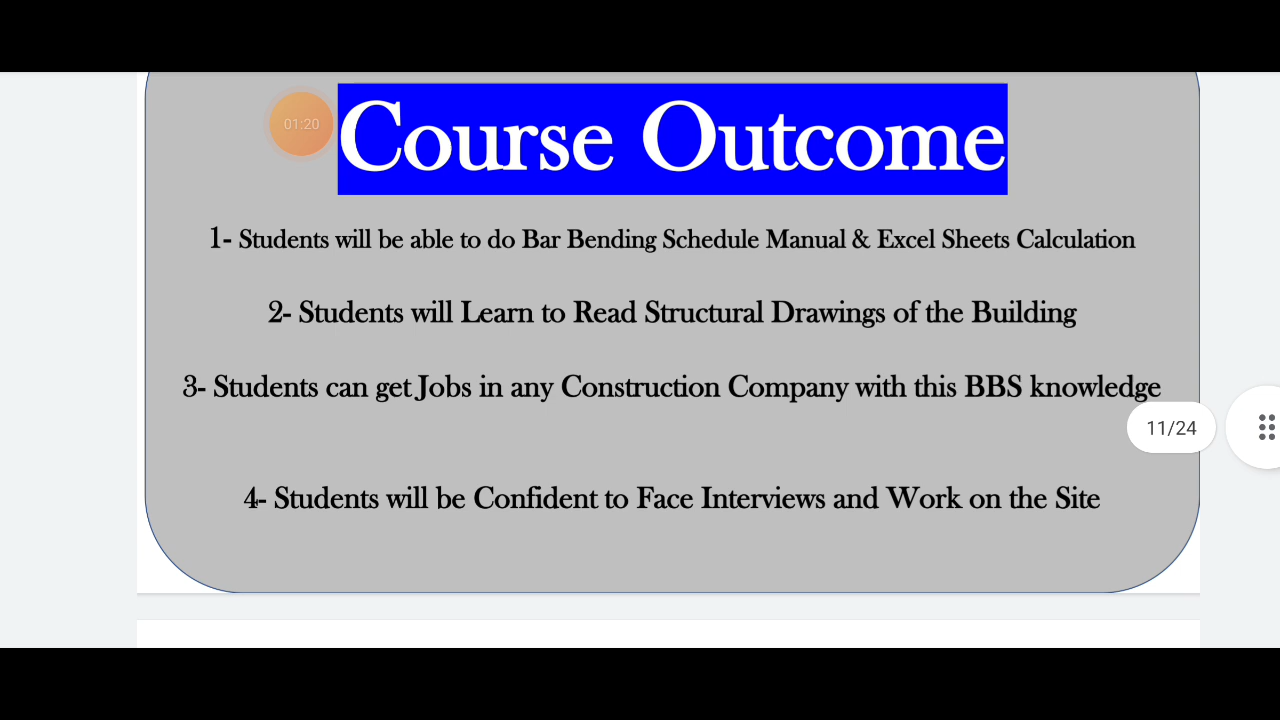 01:20
Course Outcome
1- Students will be able to do Bar Bending Schedule Manual & Excel Sheets Calculation
2- Students will Learn to Read Structural Drawings of the Building
3- Students can get Jobs in any Construction Company with this BBS knowledge
11/24
4- Students will be Confident to Face Interviews and Work on the Site